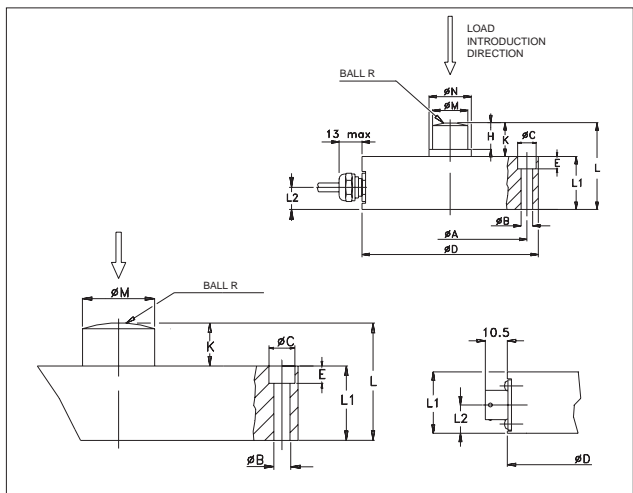 LOAD
INTRODUCTION
DIRECTION
BALL R
øN
øM
13 max
H
K
øC
E
L1
L
L2
øB
øA
øD
øM
BALL R
K
øC
E
L1
L
øB
10.5
L1
L2
øD